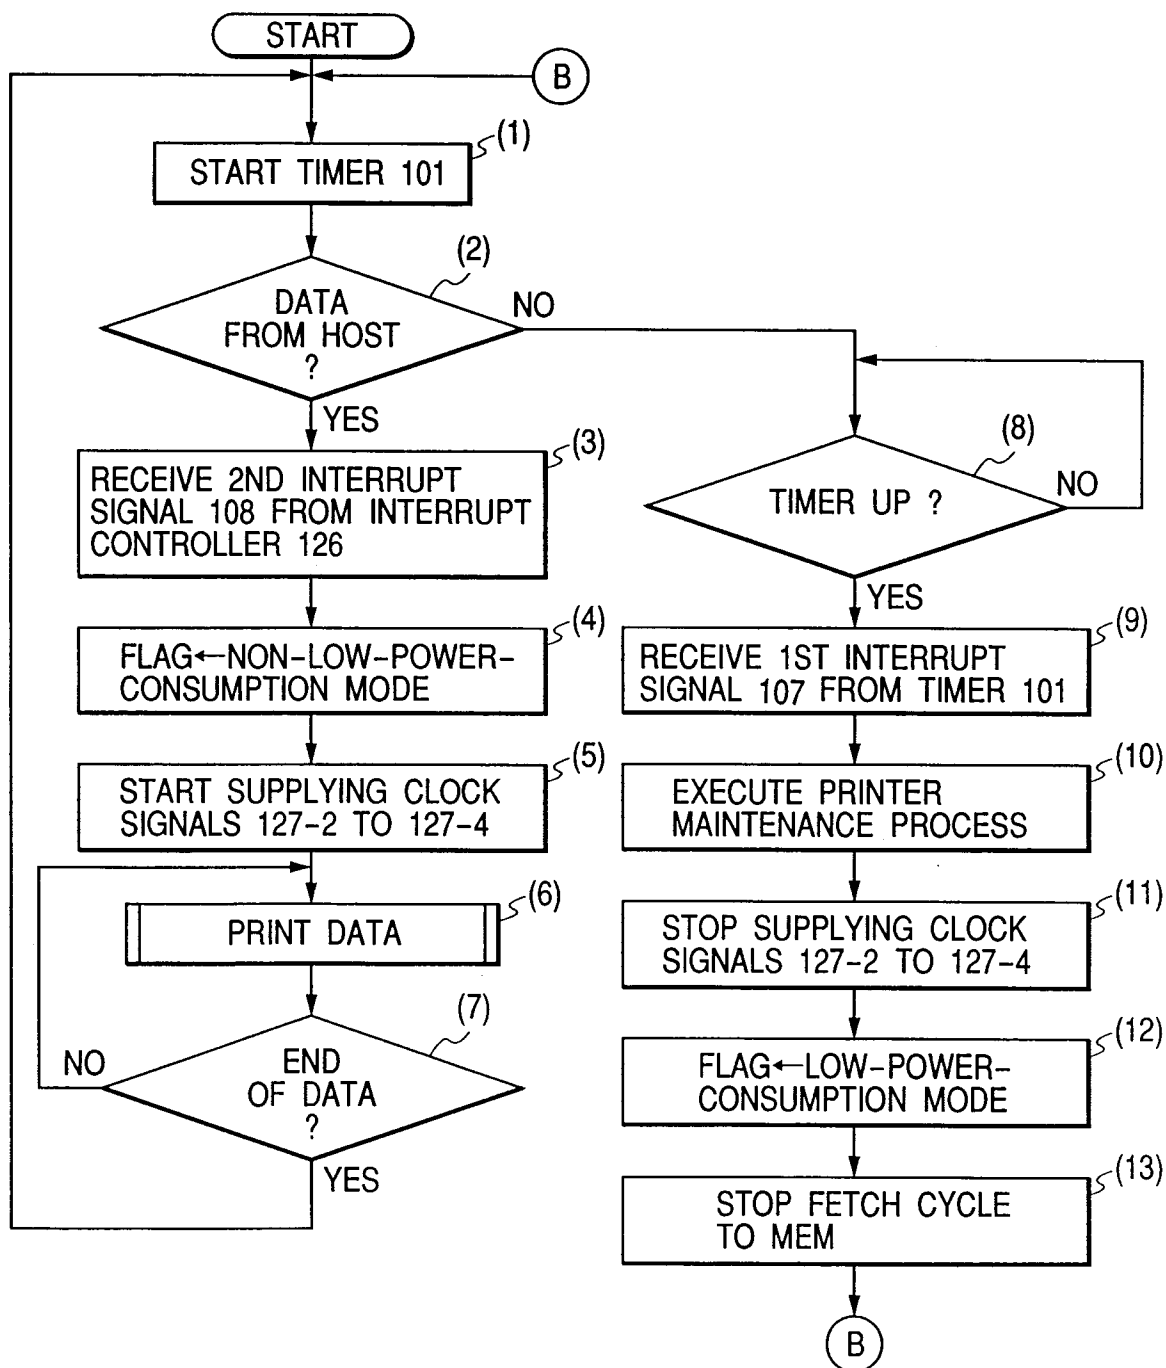 START
B
(1)
START TIMER 101
(2)
DATA
FROM HOST
?
NO
YES
(3)
RECEIVE 2ND INTERRUPT
SIGNAL 108 FROM INTERRUPT
CONTROLLER 126
(4)
FLAG←NON-LOW-POWER-
CONSUMPTION MODE
(5)
START SUPPLYING CLOCK
SIGNALS 127-2 TO 127-4
(6)
PRINT DATA
(7)
END
OF DATA
?
NO
YES
(8)
TIMER UP ?
NO
YES
(9)
RECEIVE 1ST INTERRUPT
SIGNAL 107 FROM TIMER 101
(10)
EXECUTE PRINTER
MAINTENANCE PROCESS
(11)
STOP SUPPLYING CLOCK
SIGNALS 127-2 TO 127-4
(12)
FLAG←LOW-POWER-
CONSUMPTION MODE
(13)
STOP FETCH CYCLE
TO MEM
B